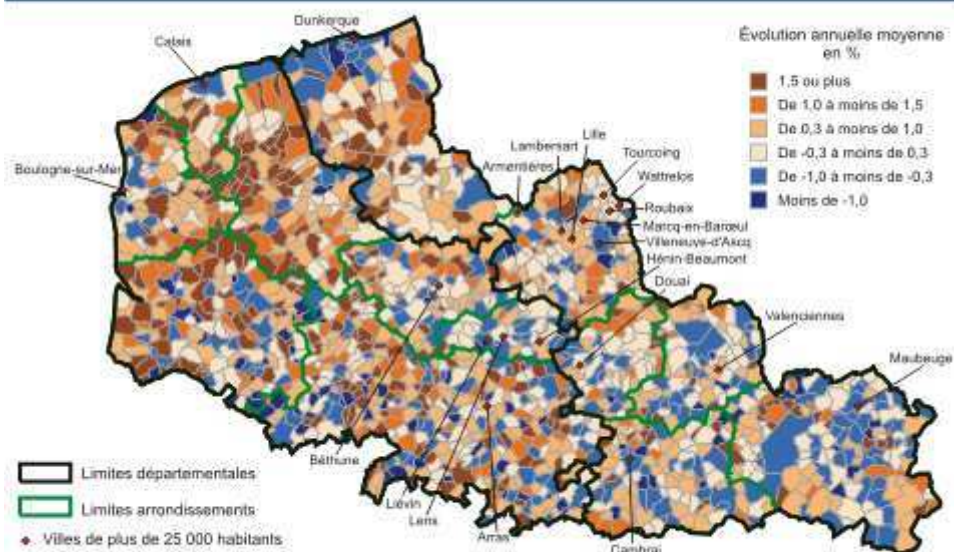 Dunkerque
Calais
Boulogne-sur-Mer
Évolution annuelle moyenne
en %
1,5 ou plus
De 1,0 à moins de 1,5
De 0,3 à moins de 1,0
De -0,3 à moins de 0,3
De -1,0 à moins de -0,3
Moins de -1,0
Lille
Lambersart
Armentières
Tourcoing
Wattrelos
Roubaix
Marcq-en-Barœul
Villeneuve-d'Ascq
Hénin-Beaumont
Douai
Valenciennes
Maubeuge
Béthune
Liévin
Lens
Arras
Cambrai
Limites départementales
Limites arrondissements
Villes de plus de 25 000 habitants